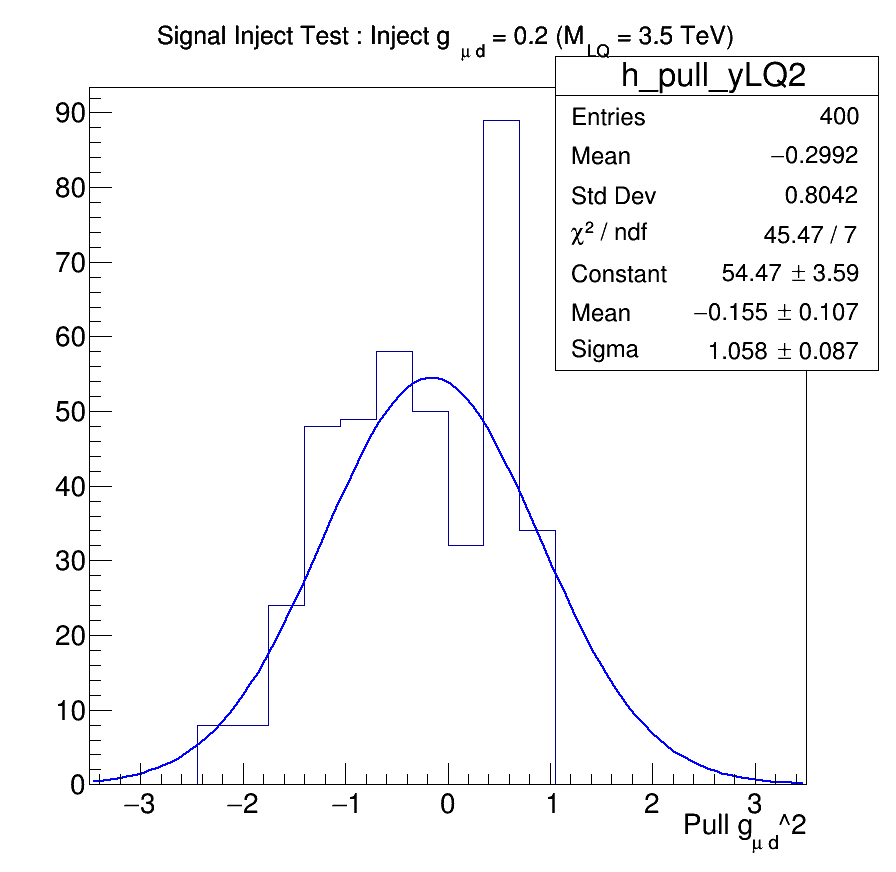 Signal Inject Test : Inject g μ d = 0.2 (M LQ = 3.5 TeV)
h_pull_yLQ2
Entries 400
Mean −0.2992
Std Dev 0.8042
χ² / ndf 45.47 / 7
Constant 54.47 ± 3.59
Mean −0.155 ± 0.107
Sigma 1.058 ± 0.087
90
80
70
60
50
40
30
20
10
0
−3 −2 −1 0 1 2 3
Pull g μ d ^2